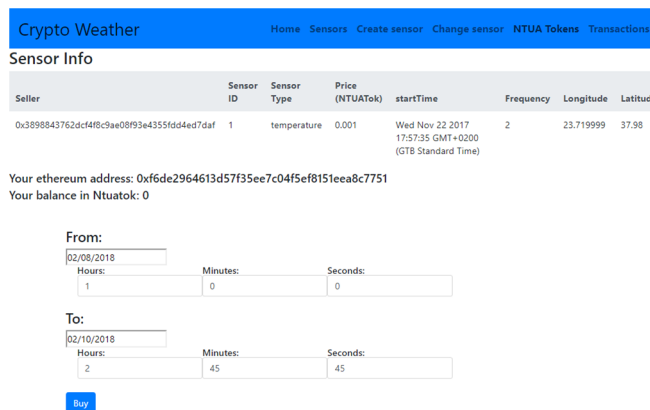 Crypto Weather Home Sensors Create sensor Change sensor NTUA Tokens Transactions
Sensor Info
Seller Sensor ID Sensor Type Price (NTUATok) startTime Frequency Longitude Latitud
0x3898843762dcf4f8c9ae08f93e4355fdd4ed7daf 1 temperature 0.001 Wed Nov 22 2017 2 23.719999 37.98
17:57:35 GMT+0200
(GTB Standard Time)
Your ethereum address: 0xf6de2964613d57f35ee7c04f5ef8151eea8c7751
Your balance in Ntuatok: 0
From:
02/08/2018
Hours: Minutes: Seconds:
1 0 0
To:
02/10/2018
Hours: Minutes: Seconds:
2 45 45
Buy